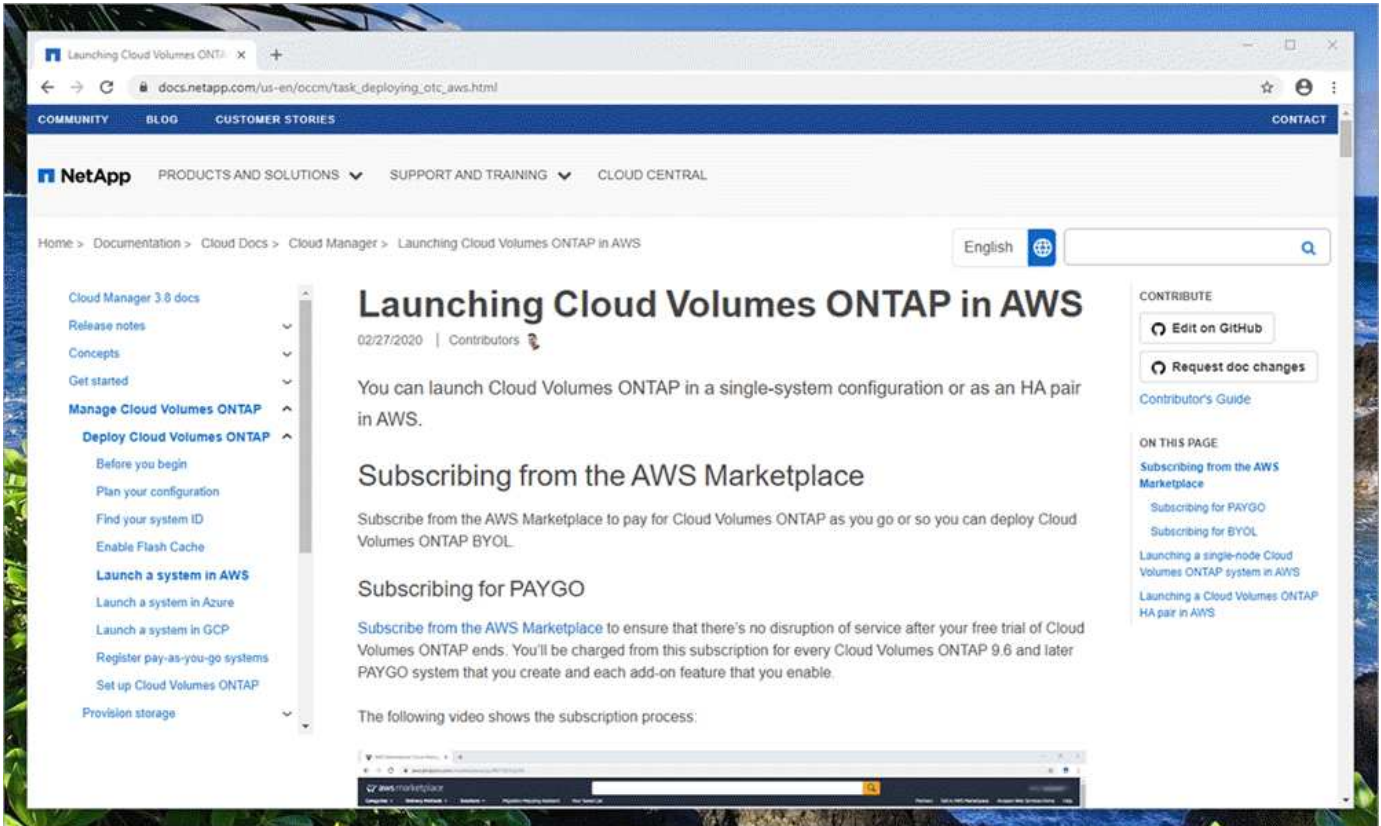 Launching Cloud Volumes ONTA
docs.netapp.com/us-en/occm/task_deploying_otc_aws.html
COMMUNITY BLOG CUSTOMER STORIES CONTACT
NetApp PRODUCTS AND SOLUTIONS SUPPORT AND TRAINING CLOUD CENTRAL
Home > Documentation > Cloud Docs > Cloud Manager > Launching Cloud Volumes ONTAP in AWS
English
Cloud Manager 3.8 docs
Release notes
Concepts
Get started
Manage Cloud Volumes ONTAP
Deploy Cloud Volumes ONTAP
Before you begin
Plan your configuration
Find your system ID
Enable Flash Cache
Launch a system in AWS
Launch a system in Azure
Launch a system in GCP
Register pay-as-you-go systems
Set up Cloud Volumes ONTAP
Provision storage
Launching Cloud Volumes ONTAP in AWS
02/27/2020 | Contributors
You can launch Cloud Volumes ONTAP in a single-system configuration or as an HA pair
in AWS.
Subscribing from the AWS Marketplace
Subscribe from the AWS Marketplace to pay for Cloud Volumes ONTAP as you go or so you can deploy Cloud
Volumes ONTAP BYOL.
Subscribing for PAYGO
Subscribe from the AWS Marketplace to ensure that there's no disruption of service after your free trial of Cloud
Volumes ONTAP ends. You'll be charged from this subscription for every Cloud Volumes ONTAP 9.6 and later
PAYGO system that you create and each add-on feature that you enable.
The following video shows the subscription process:
aws marketplace
CONTRIBUTE
Edit on GitHub
Request doc changes
Contributor's Guide
ON THIS PAGE
Subscribing from the AWS
Marketplace
Subscribing for PAYGO
Subscribing for BYOL
Launching a single-node Cloud
Volumes ONTAP system in AWS
Launching a Cloud Volumes ONTAP
HA pair in AWS